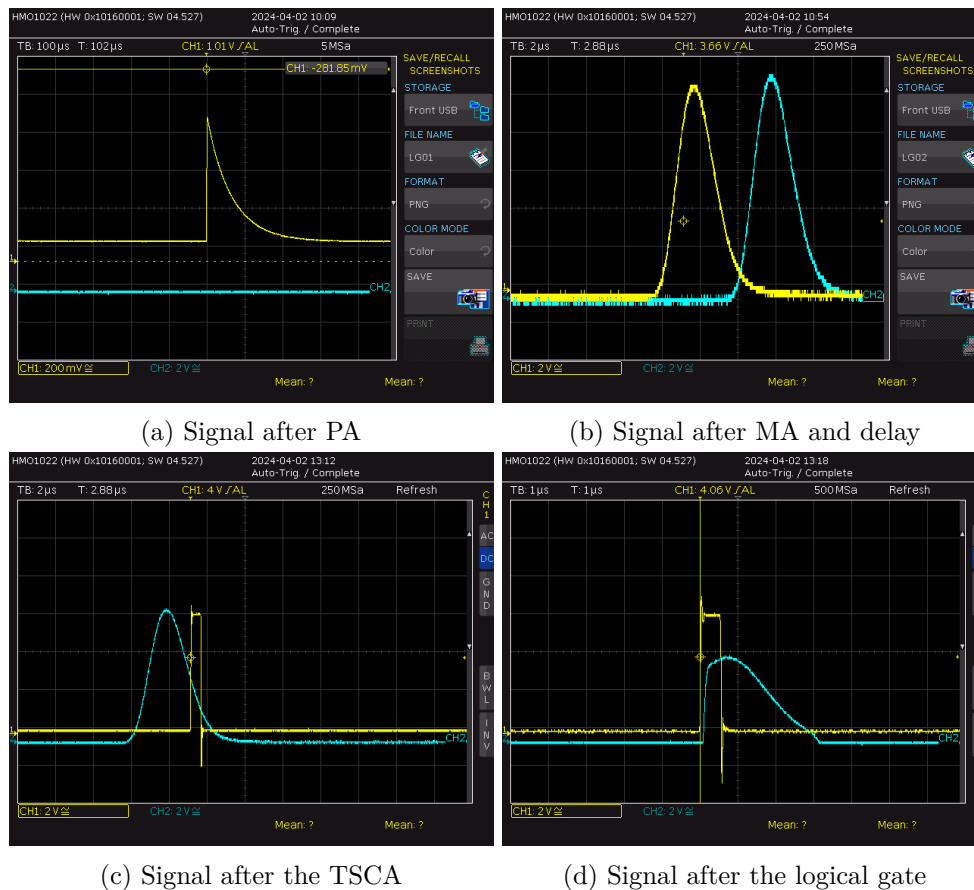 HMO1022 (HW 0x10160001; SW 04.527) 2024-04-02 10:09
Auto-Trig. / Complete
TB: 100µs T: 102µs CH1: 1.01 V AL 5MSa
SAVE/RECALL
SCREENSHOTS
CH1: -281.85mV
STORAGE
Front USB
FILE NAME
LG01
FORMAT
PNG
COLOR MODE
Color
SAVE
CH2
PRINT
CH1: 200mV≅ CH2: 2V≅
Mean: ? Mean: ?
(a) Signal after PA
HMO1022 (HW 0x10160001; SW 04.527) 2024-04-02 10:54
Auto-Trig. / Complete
TB: 2µs T: 2.88µs CH1: 3.66 V AL 250MSa
SAVE/RECALL
SCREENSHOTS
STORAGE
Front USB
FILE NAME
LG02
FORMAT
PNG
COLOR MODE
Color
SAVE
CH2
PRINT
CH1: 2V≅ CH2: 2V≅
Mean: ? Mean: ?
(b) Signal after MA and delay
HMO1022 (HW 0x10160001; SW 04.527) 2024-04-02 13:12
Auto-Trig. / Complete
TB: 2µs T: 2.88µs CH1: 4 V AL 250MSa Refresh
CH1
AC
DC
GND
BWL
INV
CH2
CH1: 2V≅ CH2: 2V≅
Mean: ? Mean: ?
(c) Signal after the TSCA
HMO1022 (HW 0x10160001; SW 04.527) 2024-04-02 13:18
Auto-Trig. / Complete
TB: 1µs T: 1µs CH1: 4.06 V AL 500MSa Refresh
CH2
CH1: 2V≅ CH2: 2V≅
Mean: ? Mean: ?
(d) Signal after the logical gate